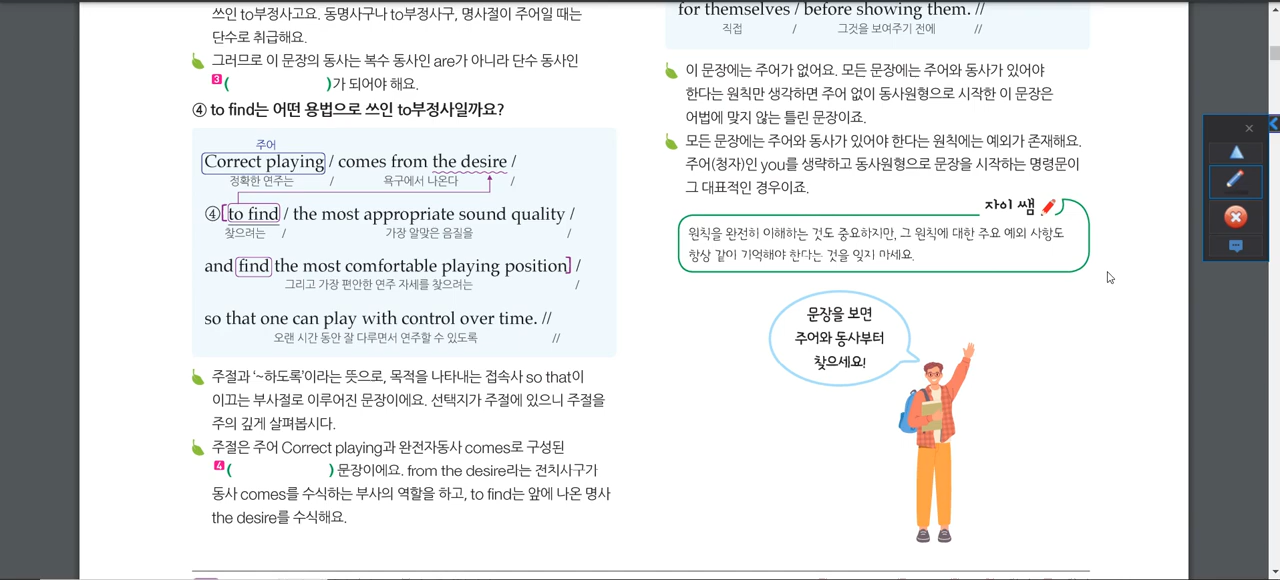 쓰인 to부정사고요. 동명사구나 to부정사구, 명사절이 주어일 때는
단수로 취급해요.
그러므로 이 문장의 동사는 복수 동사인 are가 아니라 단수 동사인
3 ( )가 되어야 해요.
④ to find는 어떤 용법으로 쓰인 to부정사일까요?
주어
Correct playing / comes from the desire /
정확한 연주는 / 욕구에서 나온다 /
④ [to find / the most appropriate sound quality /
찾으려는 / 가장 알맞은 음질을 /
and find the most comfortable playing position] /
그리고 가장 편안한 연주 자세를 찾으려는 /
so that one can play with control over time. //
오랜 시간 동안 잘 다루면서 연주할 수 있도록 //
주절과 ‘~하도록’이라는 뜻으로, 목적을 나타내는 접속사 so that이
이끄는 부사절로 이루어진 문장이에요. 선택지가 주절에 있으니 주절을
주의 깊게 살펴봅시다.
주절은 주어 Correct playing과 완전자동사 comes로 구성된
4 ( ) 문장이에요. from the desire라는 전치사구가
동사 comes를 수식하는 부사의 역할을 하고, to find는 앞에 나온 명사
the desire를 수식해요.
for themselves / before showing them. //
직접 / 그것을 보여주기 전에 //
이 문장에는 주어가 없어요. 모든 문장에는 주어와 동사가 있어야
한다는 원칙만 생각하면 주어 없이 동사원형으로 시작한 이 문장은
어법에 맞지 않는 틀린 문장이죠.
모든 문장에는 주어와 동사가 있어야 한다는 원칙에는 예외가 존재해요.
주어(청자)인 you를 생략하고 동사원형으로 문장을 시작하는 명령문이
그 대표적인 경우이죠.
자이 쌤
원칙을 완전히 이해하는 것도 중요하지만, 그 원칙에 대한 주요 예외 사항도
항상 같이 기억해야 한다는 것을 잊지 마세요.
문장을 보면
주어와 동사부터
찾으세요!